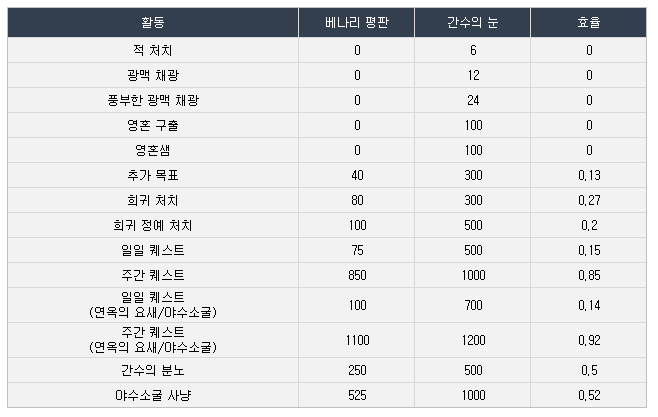 활동 베나리 평판 간수의 눈 효율
적 처치 0 6 0
광맥 채광 0 12 0
풍부한 광맥 채광 0 24 0
영혼 구출 0 100 0
영혼샘 0 100 0
추가 목표 40 300 0.13
희귀 처치 80 300 0.27
희귀 정예 처치 100 500 0.2
일일 퀘스트 75 500 0.15
주간 퀘스트 850 1000 0.85
일일 퀘스트
(연옥의 요새/야수소굴) 100 700 0.14
주간 퀘스트
(연옥의 요새/야수소굴) 1100 1200 0.92
간수의 분노 250 500 0.5
야수소굴 사냥 525 1000 0.52